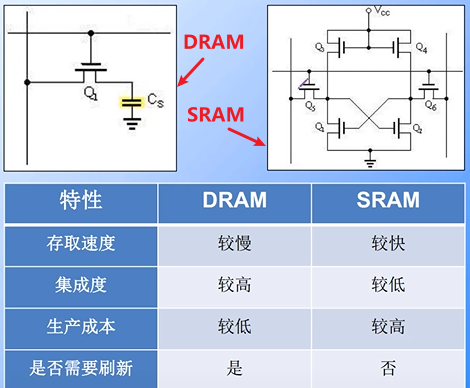 Vcc
Q3
Q4
DRAM
Q1
Cs
Q5
Q6
SRAM
Q1
Q2
特性 DRAM SRAM
存取速度 较慢 较快
集成度 较高 较低
生产成本 较低 较高
是否需要刷新 是 否